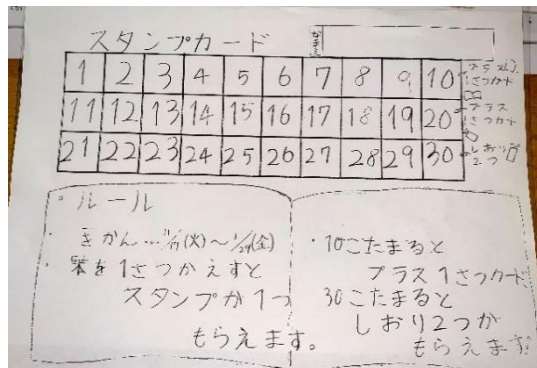 スタンプカード
なまえ
1 2 3 4 5 6 7 8 9 10
プラス
1さつカード
11 12 13 14 15 16 17 18 19 20
プラス
1さつカード
21 22 23 24 25 26 27 28 29 30
しおり
2つ
・ルール
・きかん…(火)〜(金)
・本を1さつかえすと
スタンプが1つ
もらえます。
・10こたまると
プラス1さつカード
30こたまると
しおり2つが
もらえます!